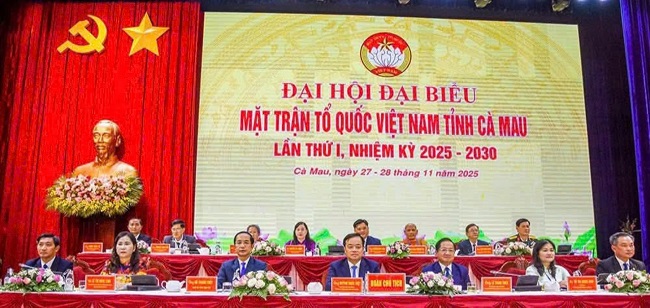 ĐẠI HỘI ĐẠI BIỂU
MẶT TRẬN TỔ QUỐC VIỆT NAM TỈNH CÀ MAU
LẦN THỨ I, NHIỆM KỲ 2025 - 2030
Cà Mau, ngày 27 - 28 tháng 11 năm 2025
ĐOÀN CHỦ TỊCH